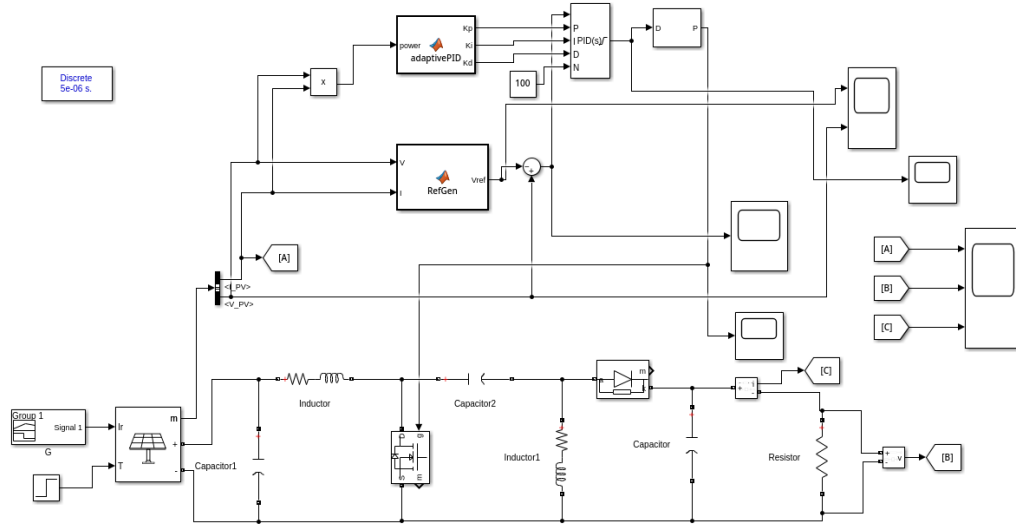 Discrete
5e-06 s.
power
adaptivePID
Kp
Ki
Kd
P
I
D
N
PID(s)
100
D
P
x
V
I
RefGen
Vref
[A]
<I_PV>
<V_PV>
[A]
[B]
[C]
Group 1
Signal 1
G
Ir
T
m
+
-
Capacitor1
Inductor
Capacitor2
g
D
S
m
Inductor1
a
m
k
Capacitor
+
i
-
[C]
Resistor
+
-
v
[B]